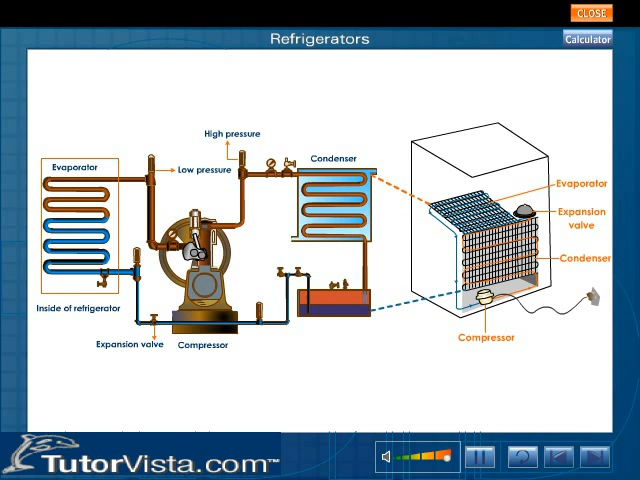 CLOSE
Refrigerators
Calculator
High pressure
Evaporator
Low pressure
Condenser
Inside of refrigerator
Expansion valve
Compressor
Evaporator
Expansion
valve
Condenser
Compressor
TutorVista.com™